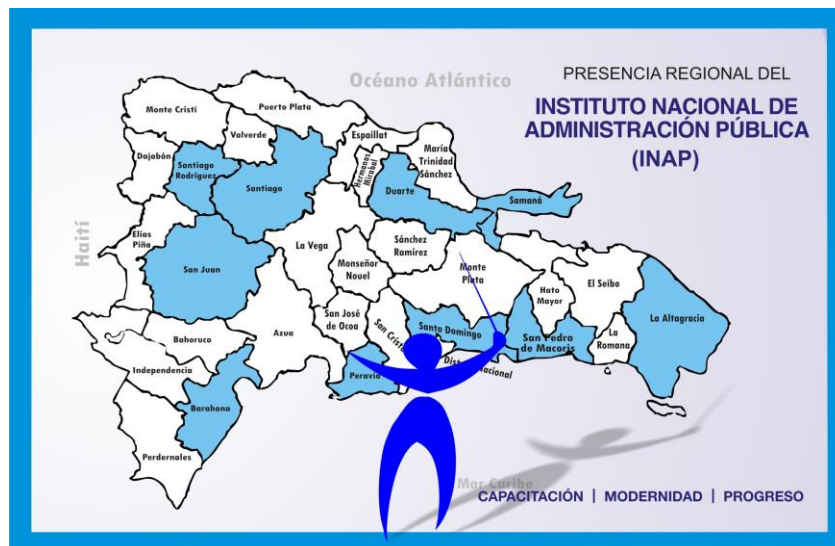 Océano Atlántico
PRESENCIA REGIONAL DEL
INSTITUTO NACIONAL DE
ADMINISTRACIÓN PÚBLICA
(INAP)
Monte Cristi
Puerto Plata
Valverde
Espaillat
María
Trinidad
Sánchez
Hermanas
Mirabal
Dajabón
Santiago
Rodríguez
Santiago
Duarte
Samaná
Haití
Elías
Piña
San Juan
La Vega
Sánchez
Ramírez
Monseñor
Novel
Monte
Plata
Hato
Mayor
El Seibo
La Altagracia
San José
de Ocoa
San Cristo
Santo Domingo
San Pedro
de Macorís
La
Romana
Azua
Bahoruco
Independencia
Peravia
Dist
Nacional
Barahona
Perdernales
Mar Caribe
CAPACITACIÓN | MODERNIDAD | PROGRESO